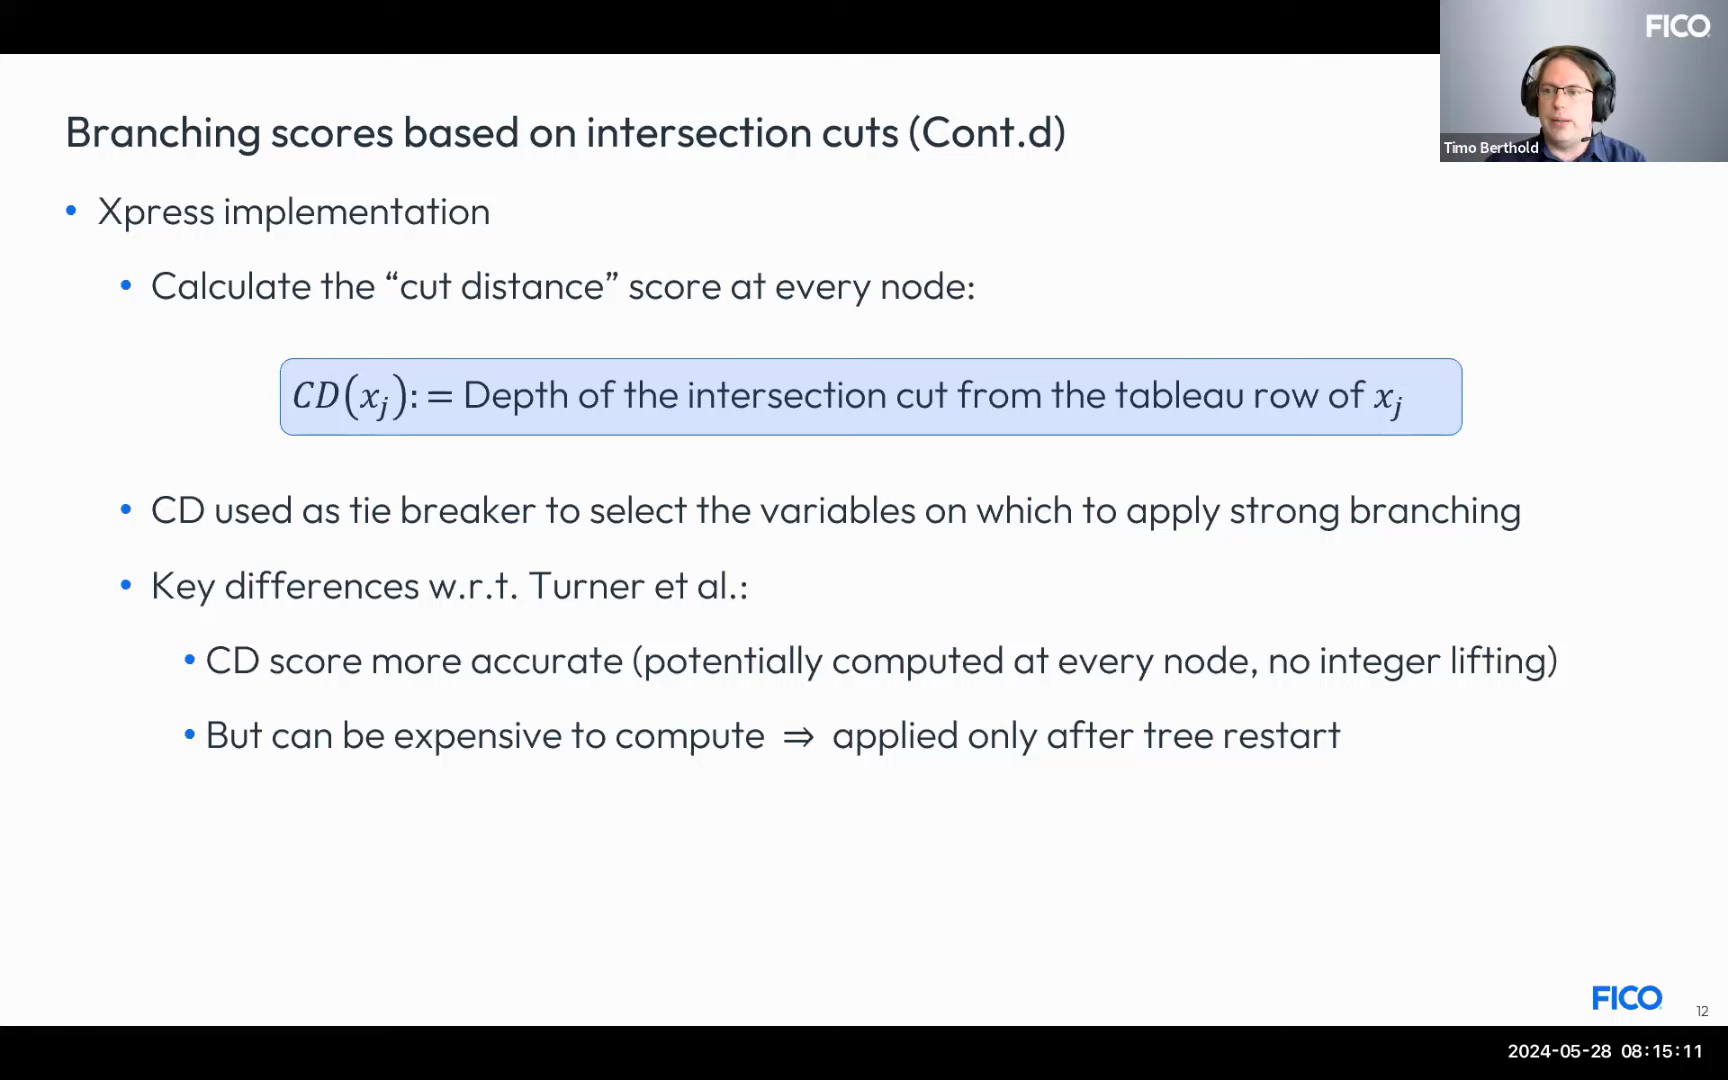 FICO
Timo Berthold
Branching scores based on intersection cuts (Cont.d)
• Xpress implementation
• Calculate the “cut distance” score at every node:
CD(x_j): = Depth of the intersection cut from the tableau row of x_j
• CD used as tie breaker to select the variables on which to apply strong branching
• Key differences w.r.t. Turner et al.:
• CD score more accurate (potentially computed at every node, no integer lifting)
• But can be expensive to compute ⇒ applied only after tree restart
FICO
12
2024-05-28 08:15:11